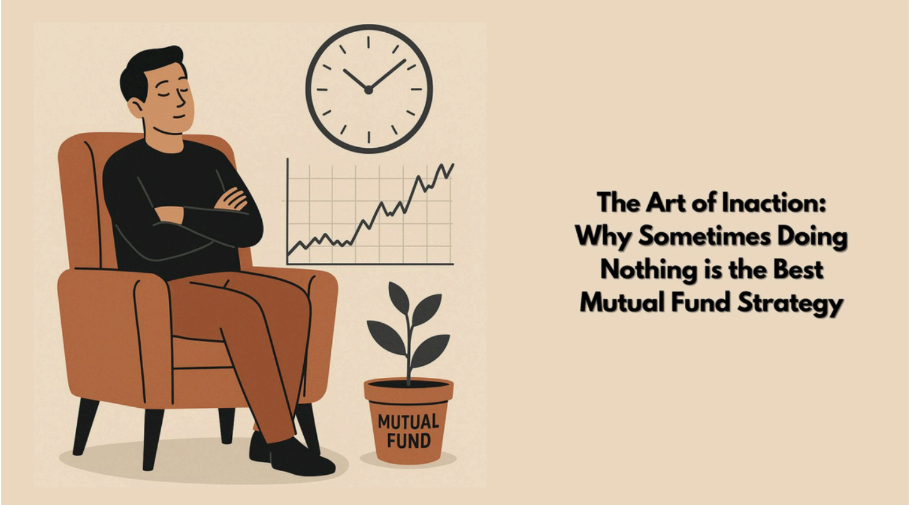 MUTUAL
FUND
The Art of Inaction:
Why Sometimes Doing
Nothing is the Best
Mutual Fund Strategy